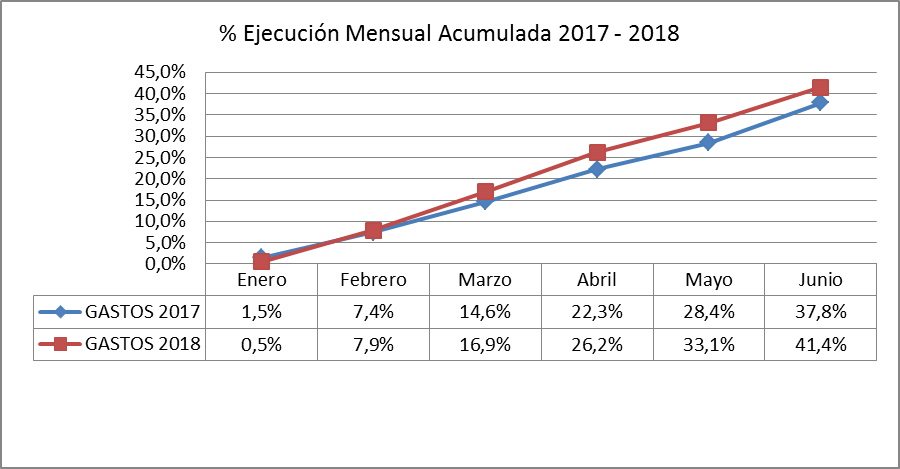 % Ejecución Mensual Acumulada 2017 - 2018
45,0%
40,0%
35,0%
30,0%
25,0%
20,0%
15,0%
10,0%
5,0%
0,0%
Enero Febrero Marzo Abril Mayo Junio
GASTOS 2017 1,5% 7,4% 14,6% 22,3% 28,4% 37,8%
GASTOS 2018 0,5% 7,9% 16,9% 26,2% 33,1% 41,4%